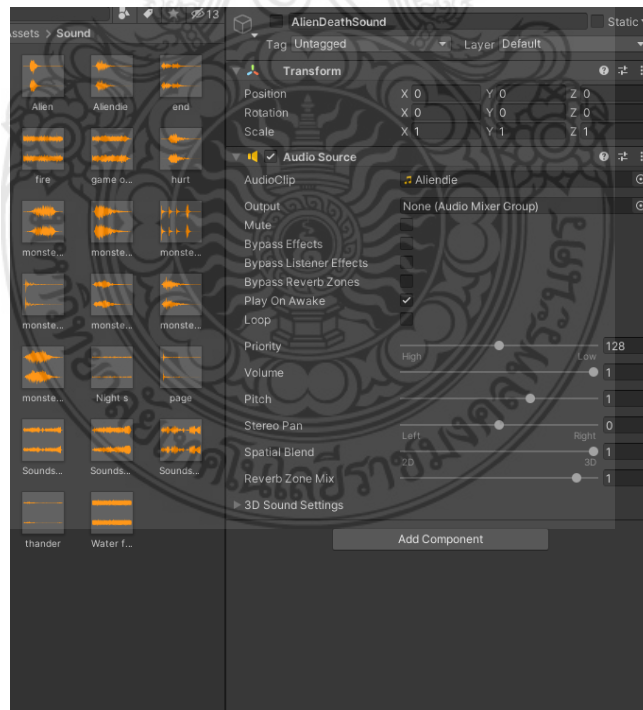 13
AlienDeathSound
Static
Assets > Sound
Tag Untagged
Layer Default
Transform
Position X 0 Y 0 Z 0
Rotation X 0 Y 0 Z 0
Scale X 1 Y 1 Z 1
Audio Source
AudioClip Aliendie
Output None (Audio Mixer Group)
Mute
Bypass Effects
Bypass Listener Effects
Bypass Reverb Zones
Play On Awake
Loop
Priority 128
High Low
Volume 1
Pitch 1
Stereo Pan 0
Left Right
Spatial Blend 1
2D 3D
Reverb Zone Mix 1
3D Sound Settings
Add Component
Alien Aliendie end
fire game o... hurt
monste... monste... monste...
monste... monste... monste...
monste... Night s page
Sounds... Sounds... Sounds...
thander Water f...